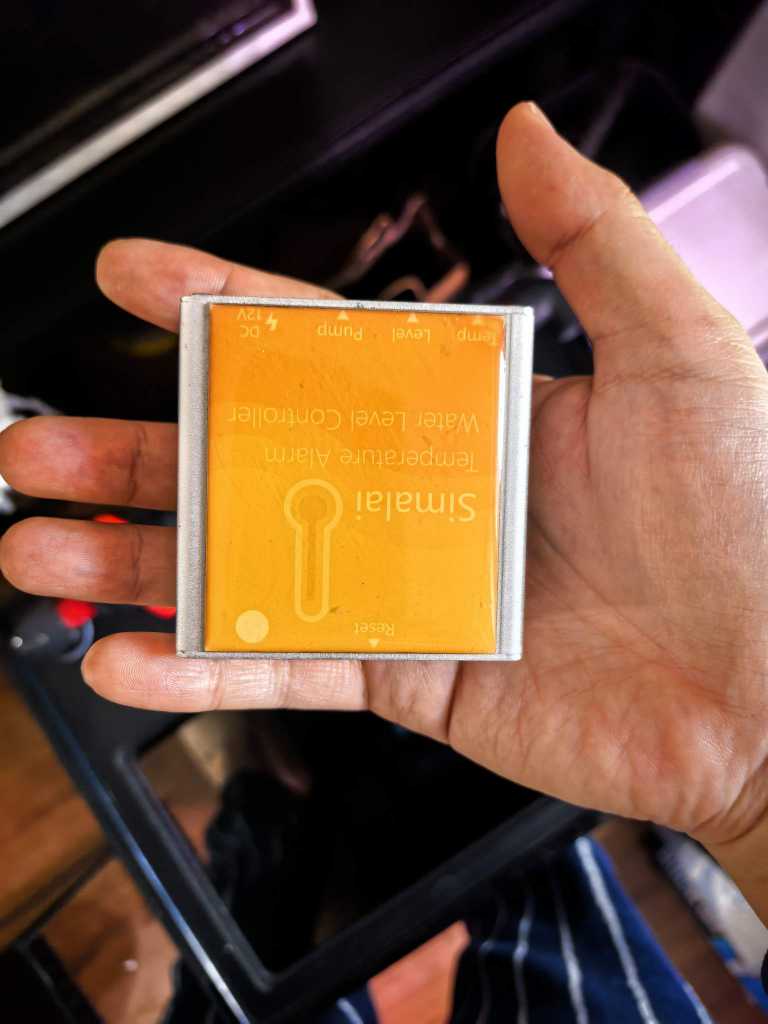 Reset
Simalai
Temperature Alarm
Water Level Controller
Temp Level Pump DC 12V